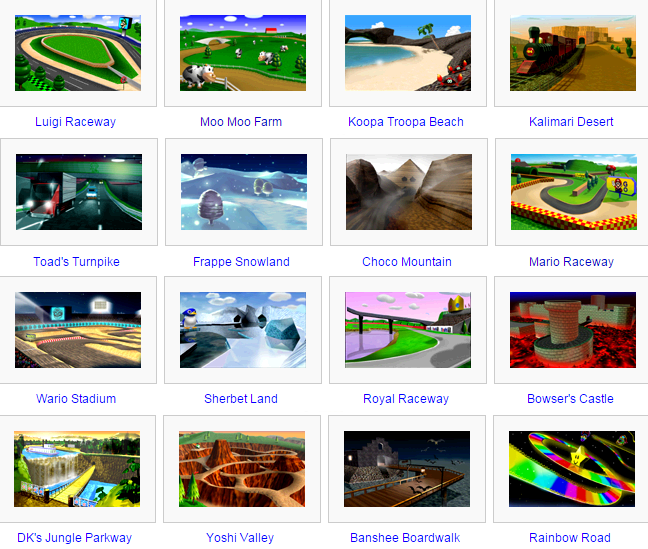 Luigi Raceway
Moo Moo Farm
Koopa Troopa Beach
Kalimari Desert
Toad's Turnpike
Frappe Snowland
Choco Mountain
Mario Raceway
Wario Stadium
Sherbet Land
Royal Raceway
Bowser's Castle
DK's Jungle Parkway
Yoshi Valley
Banshee Boardwalk
Rainbow Road